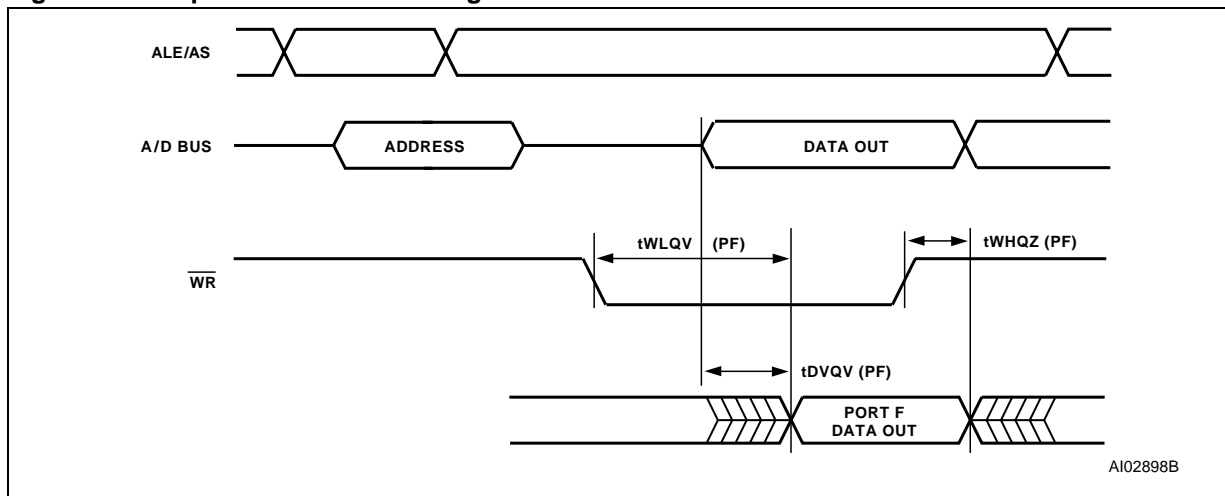 ALE/AS
A/D BUS
ADDRESS
DATA OUT
tWLQV (PF)
tWHQZ (PF)
WR
tDVQV (PF)
PORT F
DATA OUT
AI02898B